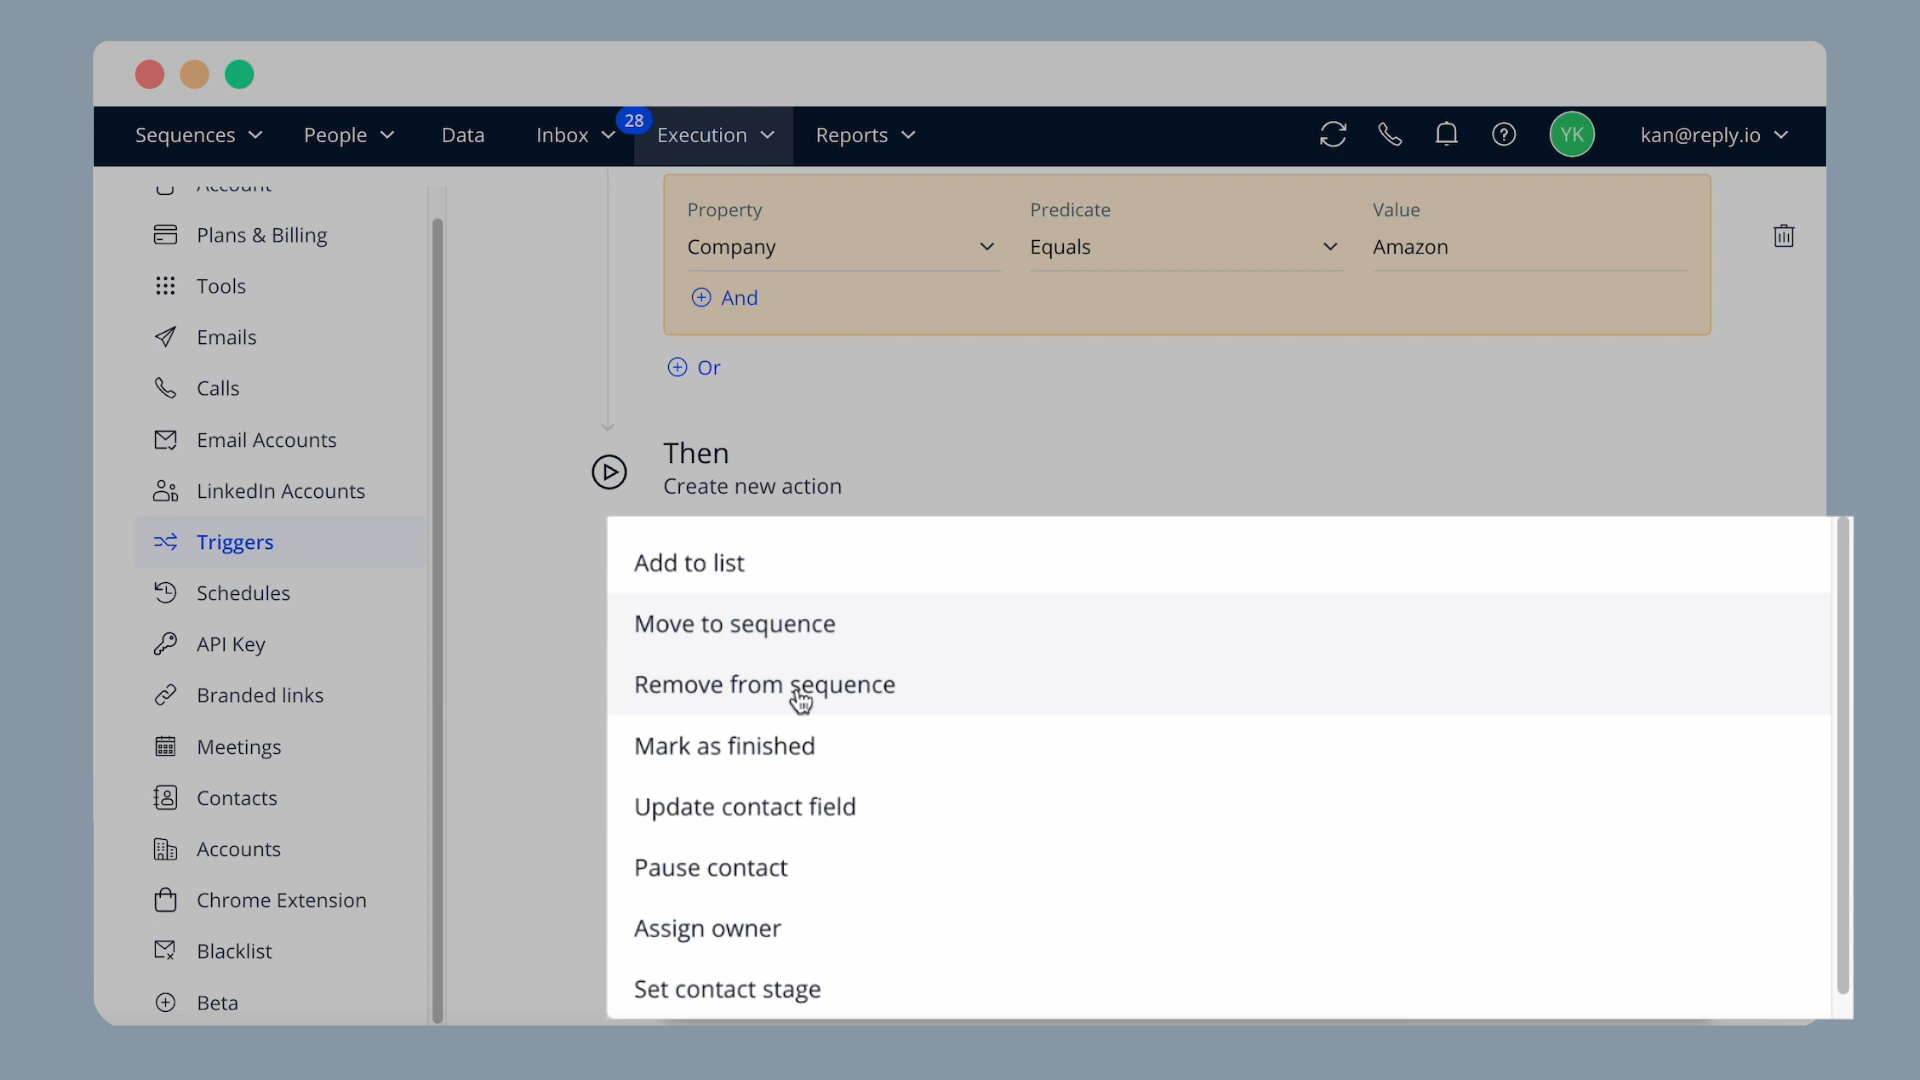 Sequences
People
Data
Inbox
28
Execution
Reports
YK
kan@reply.io
Account
Plans & Billing
Tools
Emails
Calls
Email Accounts
LinkedIn Accounts
Triggers
Schedules
API Key
Branded links
Meetings
Contacts
Accounts
Chrome Extension
Blacklist
Beta
Property
Predicate
Value
Company
Equals
Amazon
And
Or
Then
Create new action
Add to list
Move to sequence
Remove from sequence
Mark as finished
Update contact field
Pause contact
Assign owner
Set contact stage